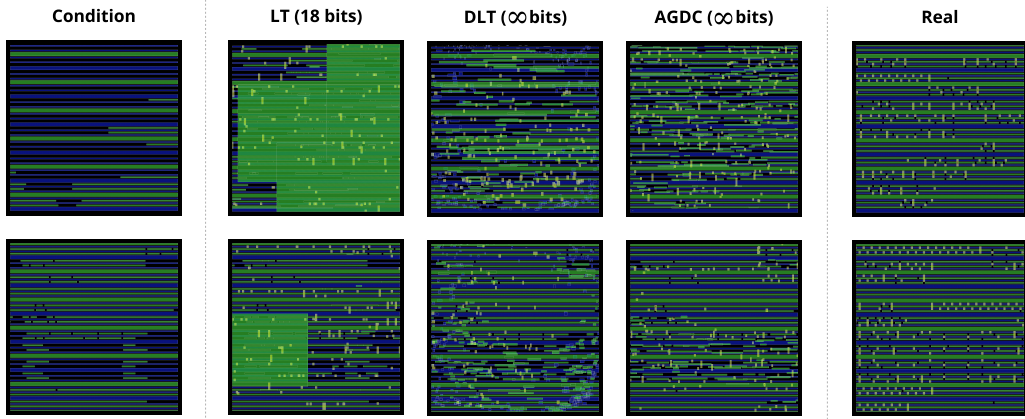 Condition LT (18 bits) DLT (∞ bits) AGDC (∞ bits) Real